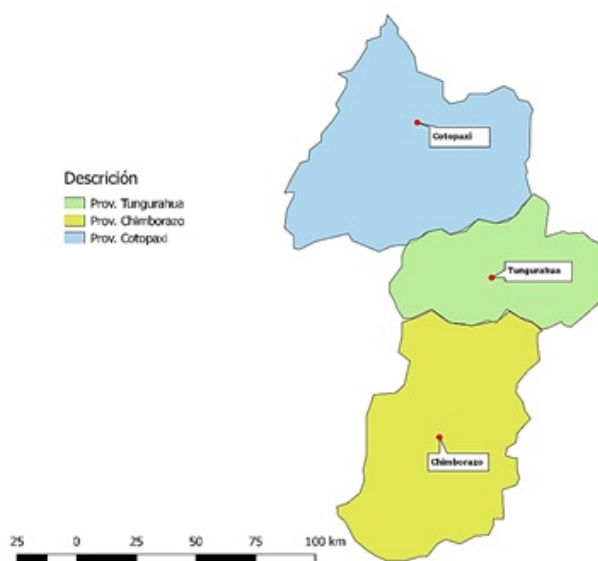 Cotopaxi
Descrición
Prov. Tungurahua
Prov. Chimborazo
Prov. Cotopaxi
Tungurahua
Chimborazo
25 0 25 50 75 100 km